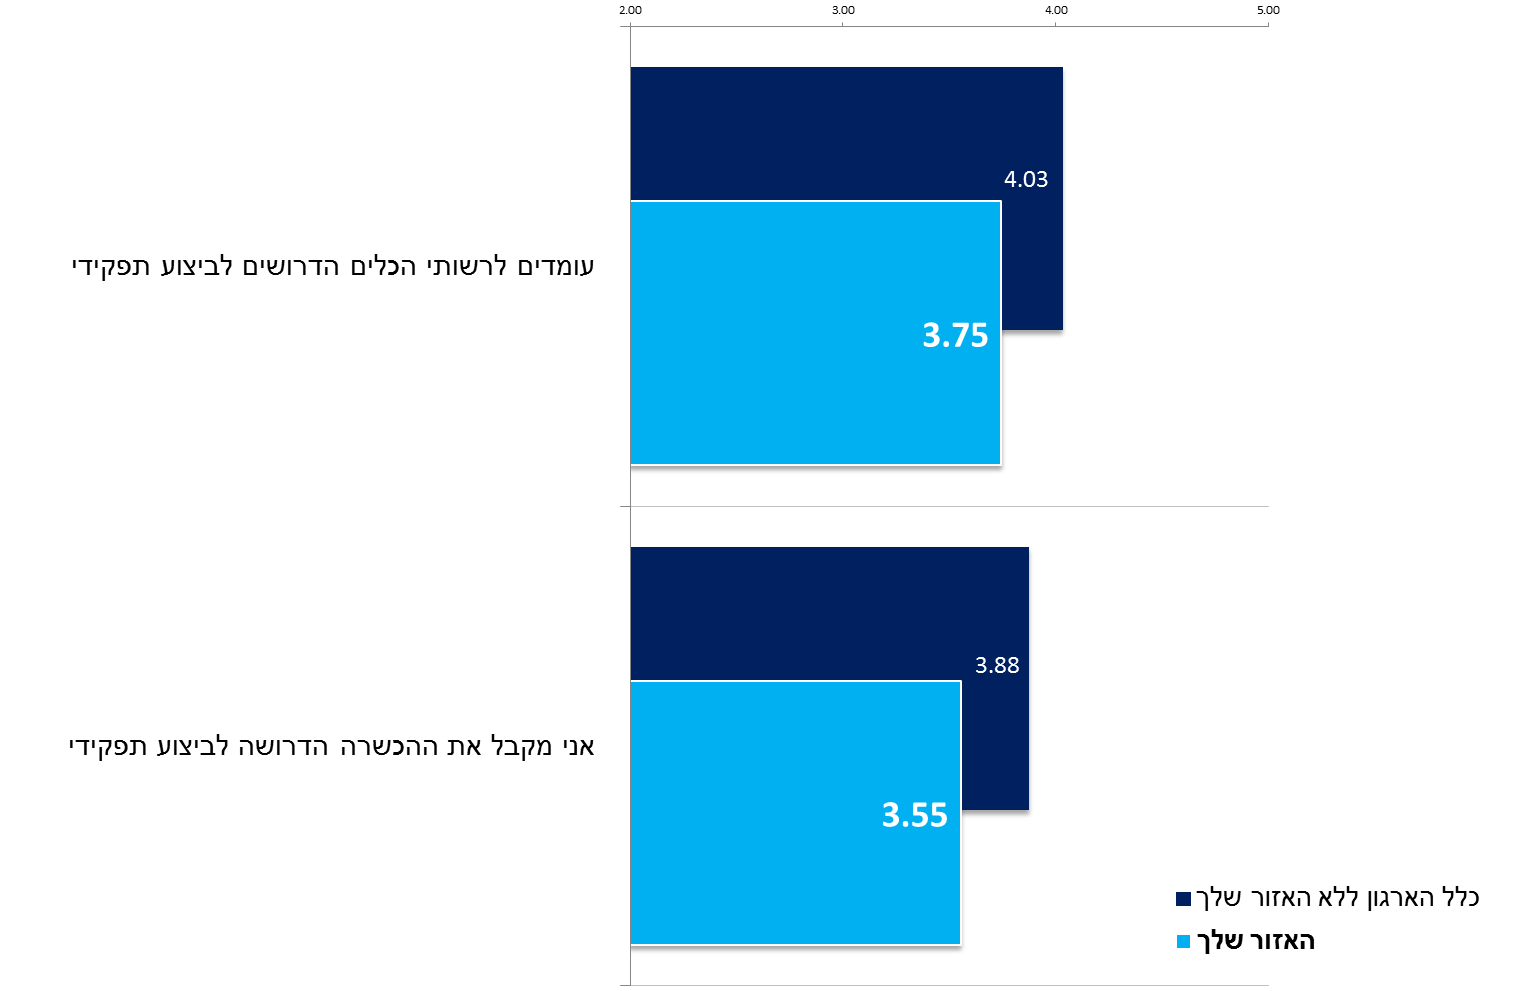 2.00 3.00 4.00 5.00
4.03
עומדים לרשותי הכלים הדרושים לביצוע תפקידי
3.75
3.88
אני מקבל את ההכשרה הדרושה לביצוע תפקידי
3.55
כלל הארגון ללא האזור שלך
האזור שלך